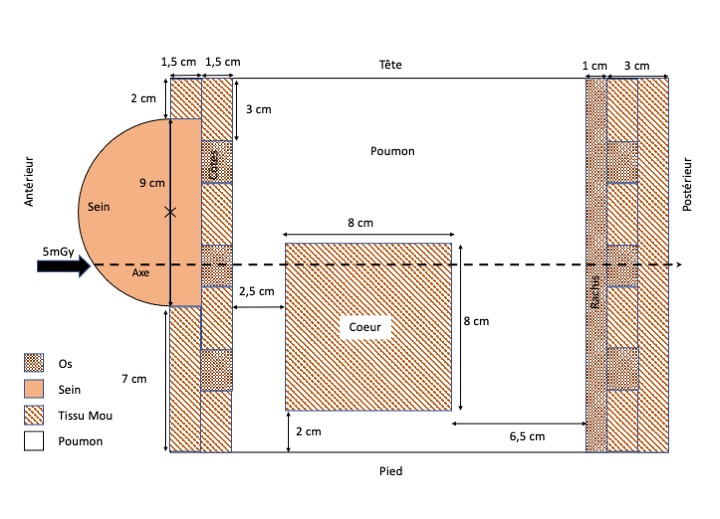 1,5 cm
1,5 cm
Tête
1 cm
3 cm
2 cm
3 cm
Poumon
Côtes
Antérieur
Postérieur
9 cm
Sein
8 cm
5mGy
Axe
2,5 cm
Rachis
Coeur
8 cm
Os
Sein
Tissu Mou
Poumon
7 cm
2 cm
6,5 cm
Pied